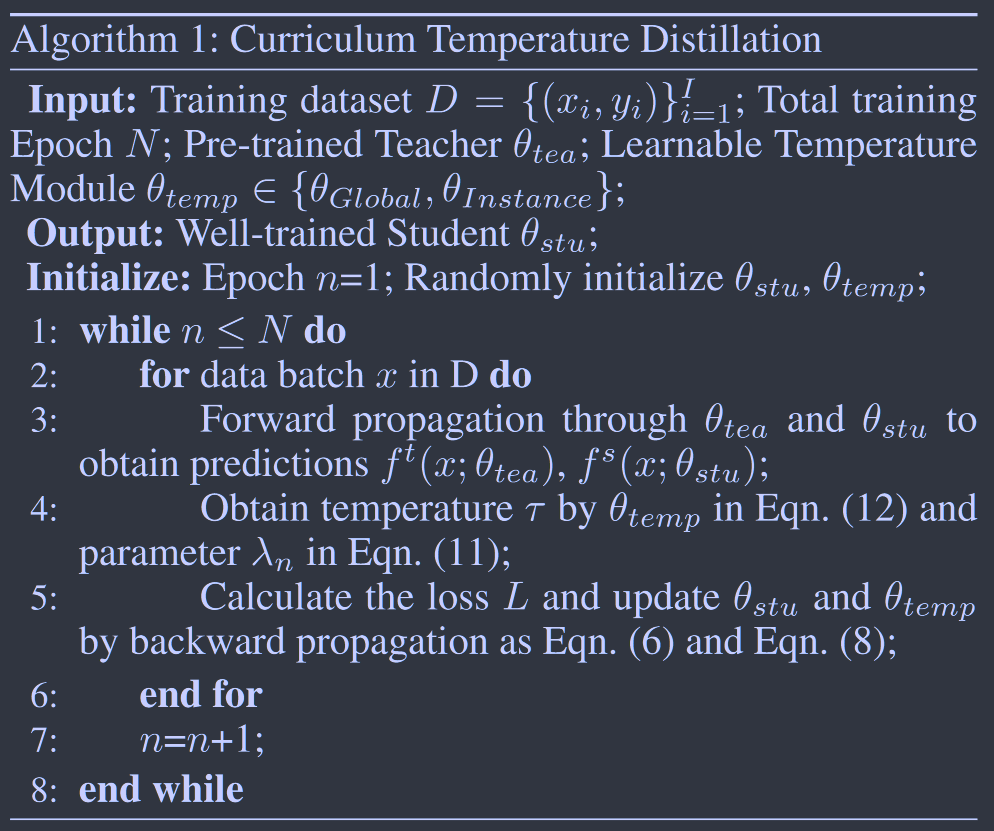 Algorithm 1: Curriculum Temperature Distillation
Input: Training dataset $D = \{(x_i, y_i)\}_{i=1}^{I}$; Total training
Epoch $N$; Pre-trained Teacher $\theta_{tea}$; Learnable Temperature
Module $\theta_{temp} \in \{\theta_{Global}, \theta_{Instance}\}$;
Output: Well-trained Student $\theta_{stu}$;
Initialize: Epoch $n$=1; Randomly initialize $\theta_{stu}$, $\theta_{temp}$;
1: while $n \leq N$ do
2: for data batch $x$ in D do
3: Forward propagation through $\theta_{tea}$ and $\theta_{stu}$ to
obtain predictions $f^t(x; \theta_{tea})$, $f^s(x; \theta_{stu})$;
4: Obtain temperature $\tau$ by $\theta_{temp}$ in Eqn. (12) and
parameter $\lambda_n$ in Eqn. (11);
5: Calculate the loss $L$ and update $\theta_{stu}$ and $\theta_{temp}$
by backward propagation as Eqn. (6) and Eqn. (8);
6: end for
7: $n$=$n$+1;
8: end while